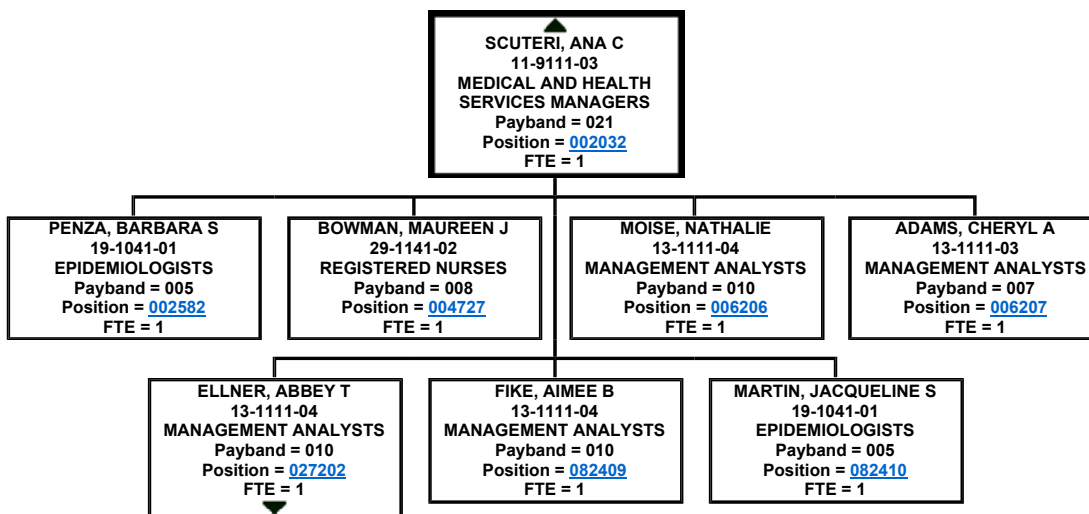 SCUTERI, ANA C
11-9111-03
MEDICAL AND HEALTH
SERVICES MANAGERS
Payband = 021
Position = 002032
FTE = 1
PENZA, BARBARA S
19-1041-01
EPIDEMIOLOGISTS
Payband = 005
Position = 002582
FTE = 1
BOWMAN, MAUREEN J
29-1141-02
REGISTERED NURSES
Payband = 008
Position = 004727
FTE = 1
MOISE, NATHALIE
13-1111-04
MANAGEMENT ANALYSTS
Payband = 010
Position = 006206
FTE = 1
ADAMS, CHERYL A
13-1111-03
MANAGEMENT ANALYSTS
Payband = 007
Position = 006207
FTE = 1
ELLNER, ABBEY T
13-1111-04
MANAGEMENT ANALYSTS
Payband = 010
Position = 027202
FTE = 1
FIKE, AIMEE B
13-1111-04
MANAGEMENT ANALYSTS
Payband = 010
Position = 082409
FTE = 1
MARTIN, JACQUELINE S
19-1041-01
EPIDEMIOLOGISTS
Payband = 005
Position = 082410
FTE = 1